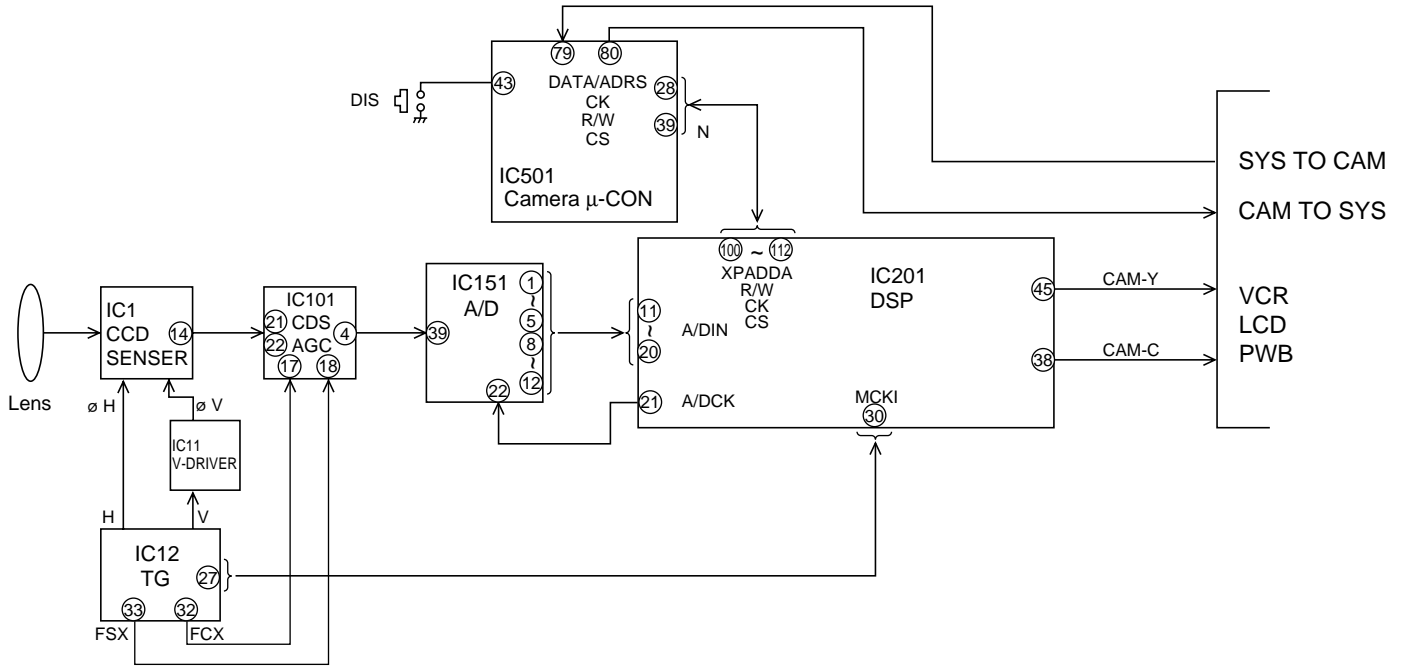 79 80
43
DATA/ADRS
CK
R/W
CS
28
39
N
DIS
IC501
Camera µ-CON
SYS TO CAM
CAM TO SYS
VCR
LCD
PWB
Lens
IC1
CCD
SENSER
14
ø H
ø V
IC11
V-DRIVER
H
V
IC12
TG
27
33
32
FSX
FCX
IC101
21 CDS
22 AGC
4
17 18
IC151
A/D
39
1
~
5
8
~
12
22
100 ~ 112
XPADDA
R/W
CK
CS
IC201
DSP
11
~
20
A/DIN
21 A/DCK
MCKI
30
45
CAM-Y
38
CAM-C